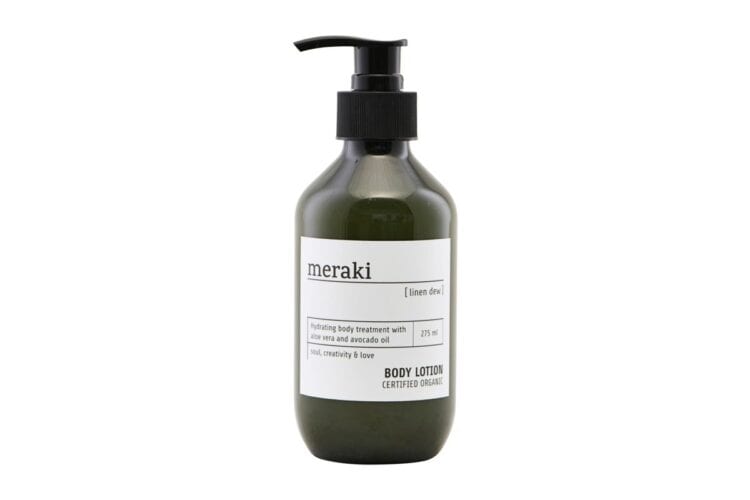 meraki
[ linen dew ]
Hydrating body treatment with
aloe vera and avocado oil
275 ml
soul, creativity & love
BODY LOTION
CERTIFIED ORGANIC